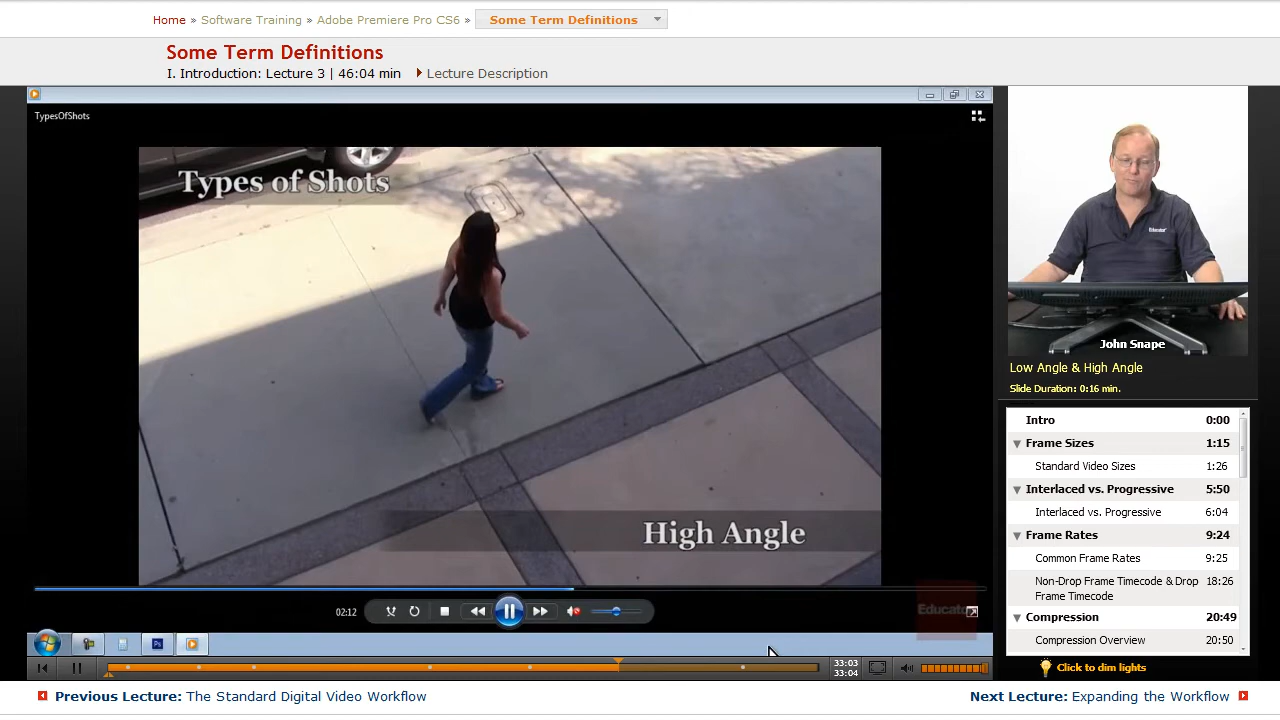 Home » Software Training » Adobe Premiere Pro CS6 » Some Term Definitions
Some Term Definitions
I. Introduction: Lecture 3 | 46:04 min Lecture Description
TypesOfShots
Types of Shots
High Angle
02:12
Educator
33:03
33:04
Educator
John Snape
Low Angle & High Angle
Slide Duration: 0:16 min.
Intro 0:00
Frame Sizes 1:15
Standard Video Sizes 1:26
Interlaced vs. Progressive 5:50
Interlaced vs. Progressive 6:04
Frame Rates 9:24
Common Frame Rates 9:25
Non-Drop Frame Timecode & Drop 18:26
Frame Timecode
Compression 20:49
Compression Overview 20:50
Click to dim lights
Previous Lecture: The Standard Digital Video Workflow
Next Lecture: Expanding the Workflow